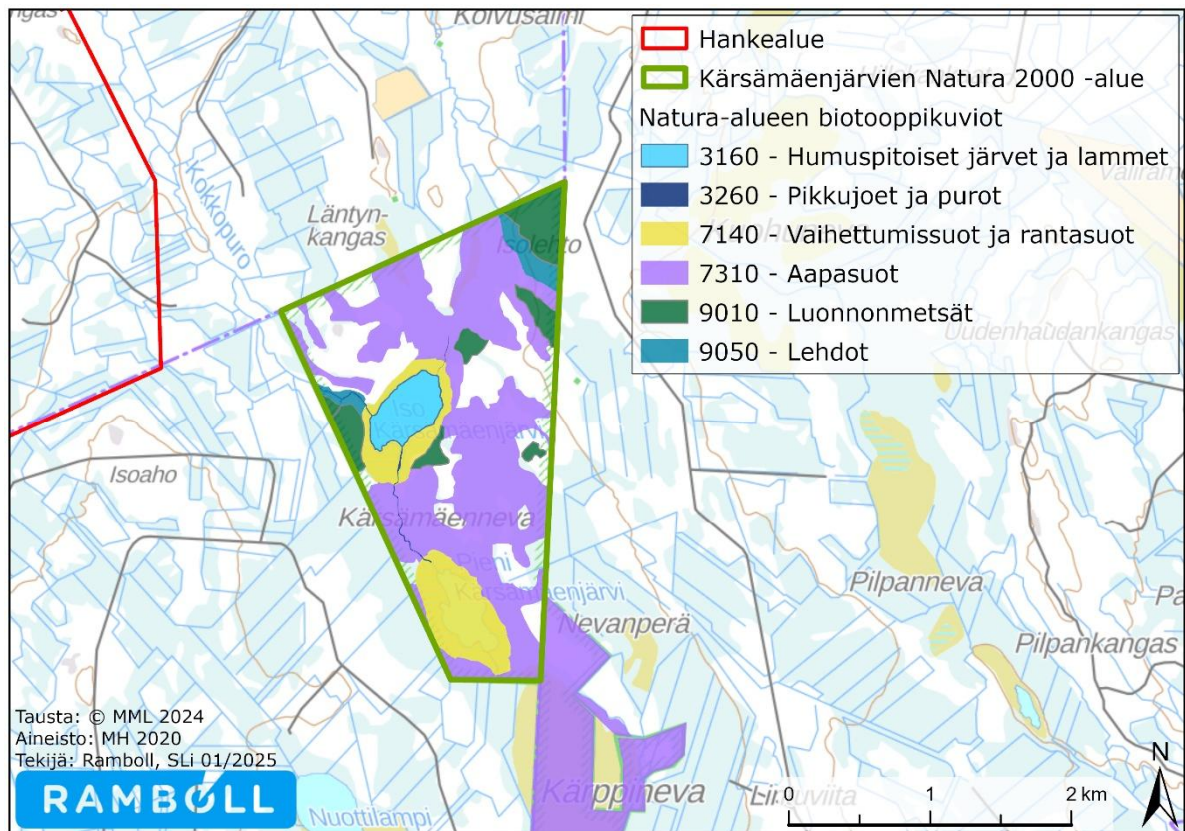 Koivusalmi
Hankealue
Kärsämäenjärvien Natura 2000 -alue
Natura-alueen biotooppikuviot
3160 - Humuspitoiset järvet ja lammet
3260 - Pikkujoet ja purot
7140 - Vaihettumissuot ja rantasuot
7310 - Aapasuot
9010 - Luonnonmetsät
9050 - Lehdot
Kokkopuro
Läntyn-
kangas
Isolehto
Uudenhaudankangas
Iso
Kärsämäenjärvi
Isoaho
Kärsämäenneva
Pieni
Kärsämäenjärvi
Nevanperä
Pilpanneva
Pilpankangas
Tausta: © MML 2024
Aineisto: MH 2020
Tekijä: Ramboll, SLi 01/2025
RAMBOLL
Nuottilampi
Kärppineva
0 1 2 km
N